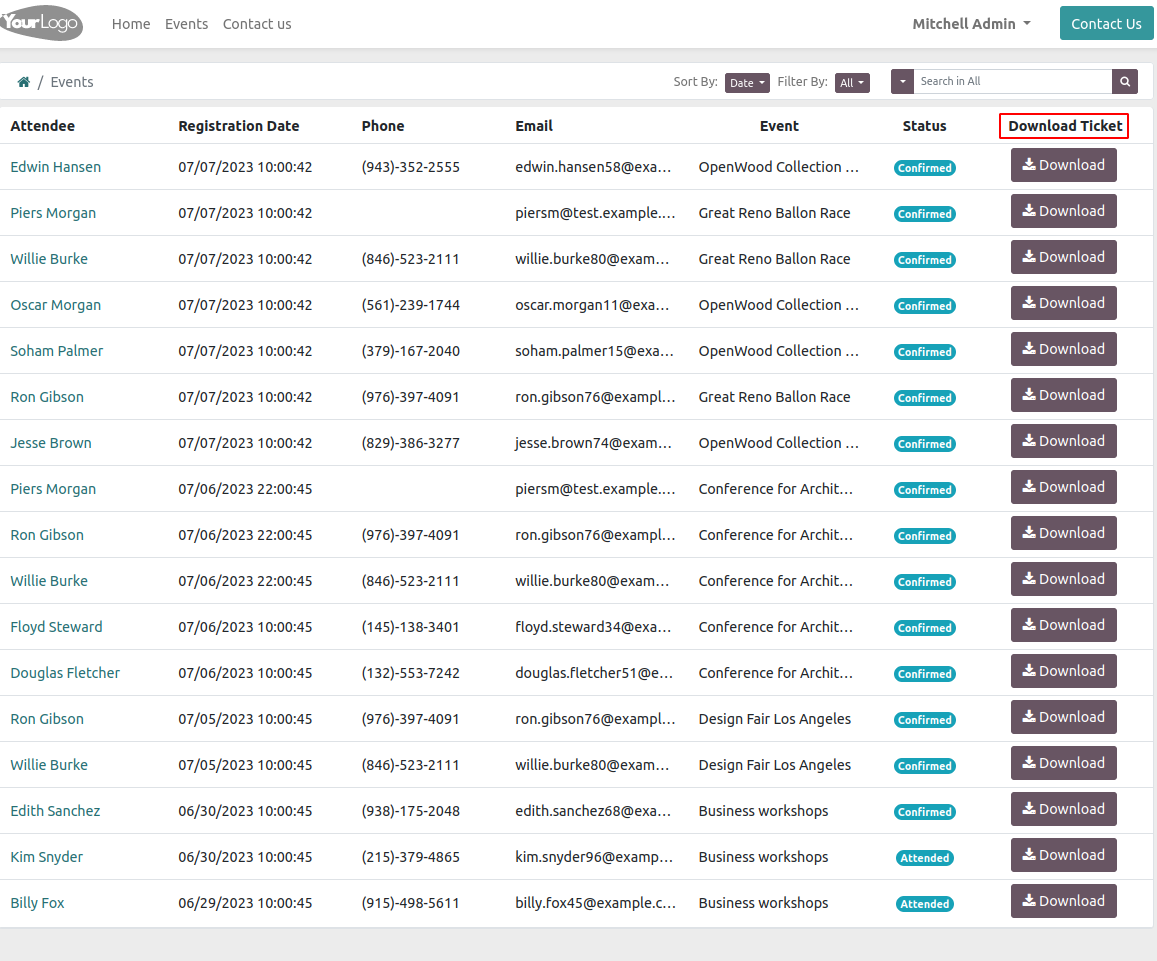 YourLogo Home Events Contact us Mitchell Admin Contact Us
/ Events Sort By: Date Filter By: All Search in All
Attendee Registration Date Phone Email Event Status Download Ticket
Edwin Hansen 07/07/2023 10:00:42 (943)-352-2555 edwin.hansen58@exa… OpenWood Collection … Confirmed Download
Piers Morgan 07/07/2023 10:00:42 piersm@test.example.… Great Reno Ballon Race Confirmed Download
Willie Burke 07/07/2023 10:00:42 (846)-523-2111 willie.burke80@exam… Great Reno Ballon Race Confirmed Download
Oscar Morgan 07/07/2023 10:00:42 (561)-239-1744 oscar.morgan11@exa… OpenWood Collection … Confirmed Download
Soham Palmer 07/07/2023 10:00:42 (379)-167-2040 soham.palmer15@exa… OpenWood Collection … Confirmed Download
Ron Gibson 07/07/2023 10:00:42 (976)-397-4091 ron.gibson76@exampl… Great Reno Ballon Race Confirmed Download
Jesse Brown 07/07/2023 10:00:42 (829)-386-3277 jesse.brown74@exam… OpenWood Collection … Confirmed Download
Piers Morgan 07/06/2023 22:00:45 piersm@test.example.… Conference for Archit… Confirmed Download
Ron Gibson 07/06/2023 22:00:45 (976)-397-4091 ron.gibson76@exampl… Conference for Archit… Confirmed Download
Willie Burke 07/06/2023 22:00:45 (846)-523-2111 willie.burke80@exam… Conference for Archit… Confirmed Download
Floyd Steward 07/06/2023 10:00:45 (145)-138-3401 floyd.steward34@exa… Conference for Archit… Confirmed Download
Douglas Fletcher 07/06/2023 10:00:45 (132)-553-7242 douglas.fletcher51@e… Conference for Archit… Confirmed Download
Ron Gibson 07/05/2023 10:00:45 (976)-397-4091 ron.gibson76@exampl… Design Fair Los Angeles Confirmed Download
Willie Burke 07/05/2023 10:00:45 (846)-523-2111 willie.burke80@exam… Design Fair Los Angeles Confirmed Download
Edith Sanchez 06/30/2023 10:00:45 (938)-175-2048 edith.sanchez68@exa… Business workshops Confirmed Download
Kim Snyder 06/30/2023 10:00:45 (215)-379-4865 kim.snyder96@examp… Business workshops Attended Download
Billy Fox 06/29/2023 10:00:45 (915)-498-5611 billy.fox45@example.c… Business workshops Attended Download